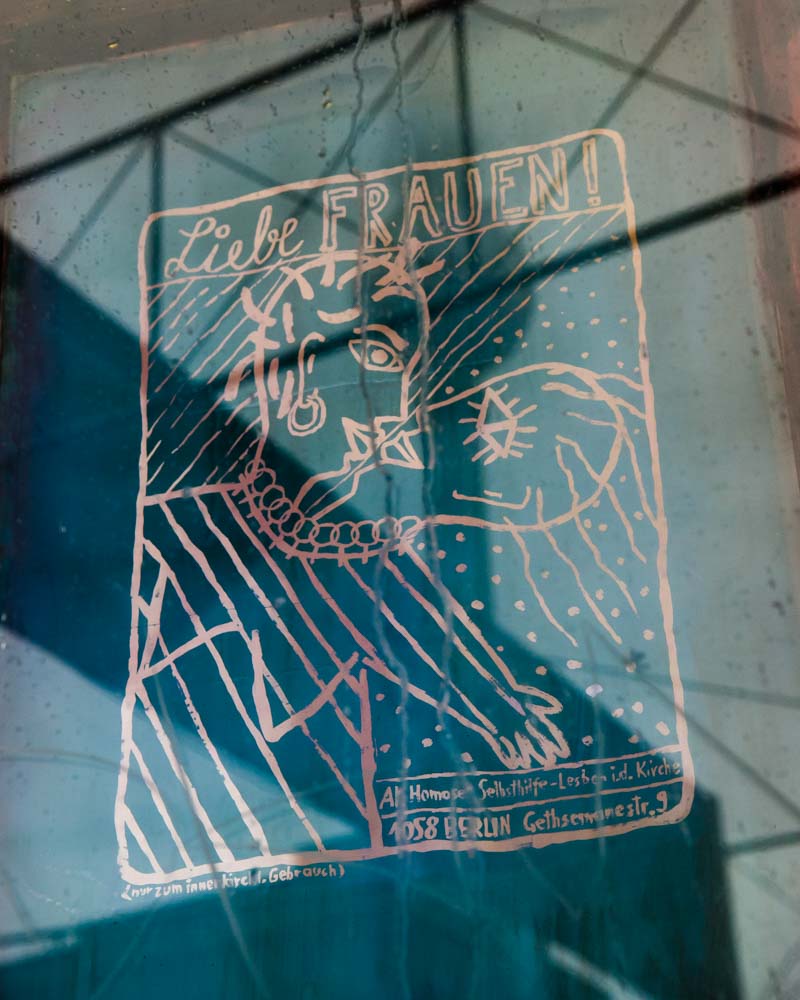 Liebe FRAUEN!
AK Homosex. Selbsthilfe-Lesben i.d. Kirche
1058 BERLIN Gethsemanestr. 9
(nur zum innerkirchl. Gebrauch)